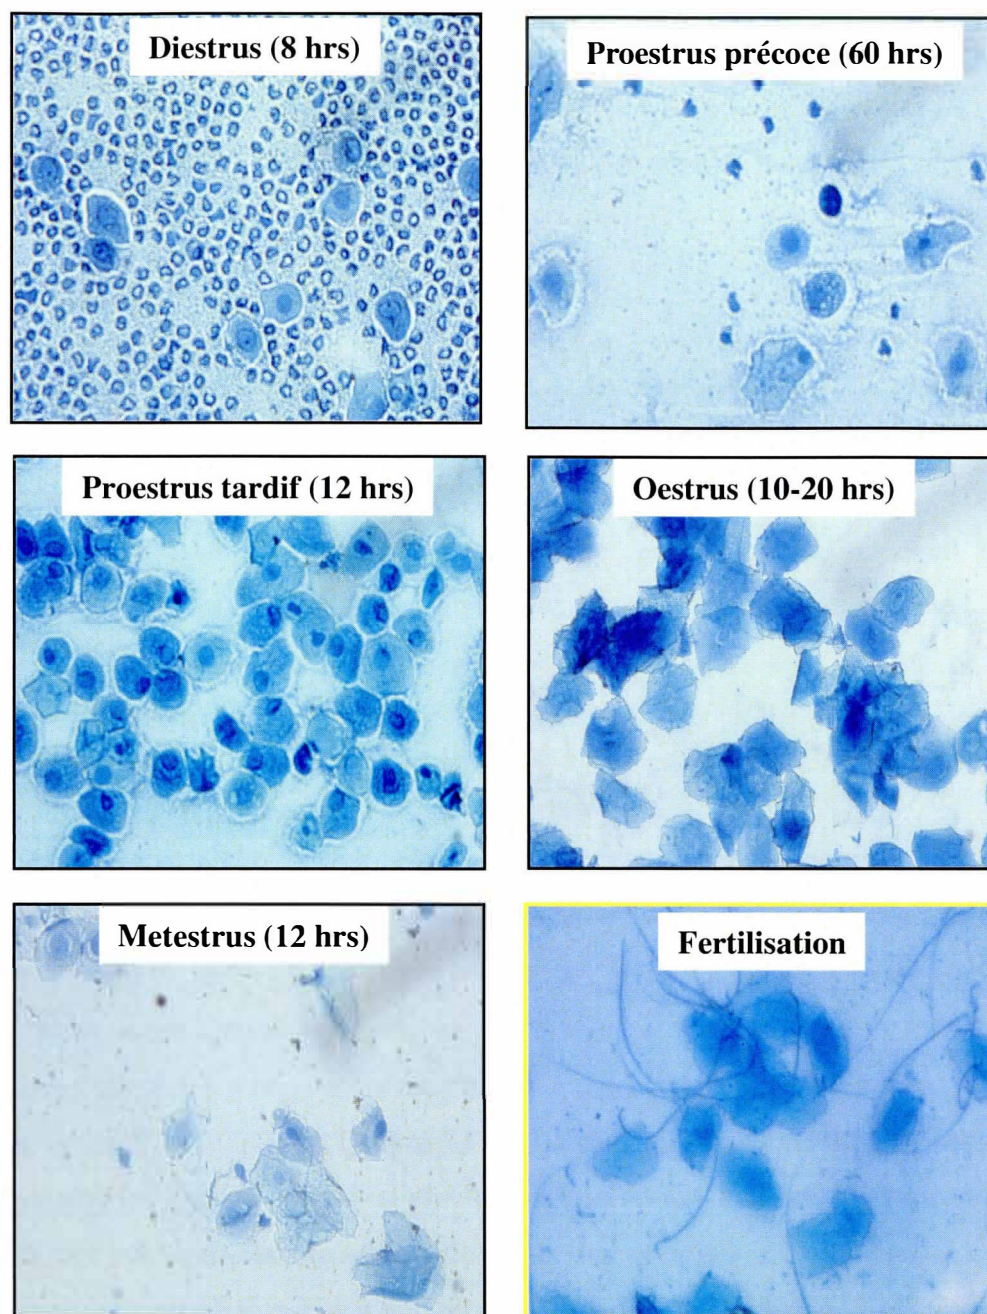 Diestrus (8 hrs)
Proestrus précoce (60 hrs)
Proestrus tardif (12 hrs)
Oestrus (10-20 hrs)
Metestrus (12 hrs)
Fertilisation